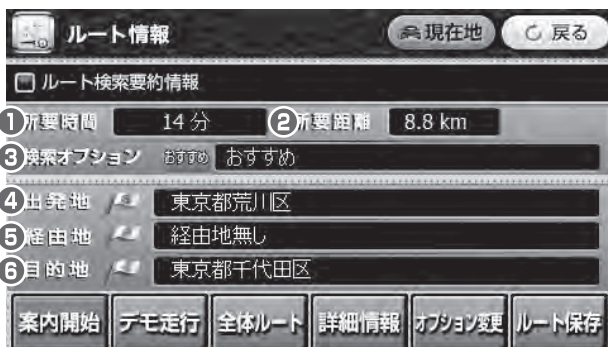 ルート情報 現在地 戻る
ルート検索要約情報
1 所要時間 14 分 2 所要距離 8.8 km
3 検索オプション おすすめ おすすめ
4 出発地 東京都荒川区
5 経由地 経由地無し
6 目的地 東京都千代田区
案内開始 デモ走行 全体ルート 詳細情報 オプション変更 ルート保存